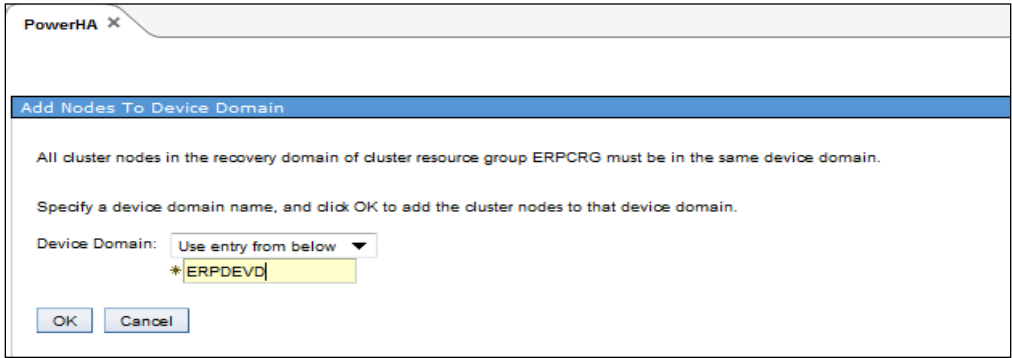 PowerHA ×
Add Nodes To Device Domain
All cluster nodes in the recovery domain of cluster resource group ERPCRG must be in the same device domain.
Specify a device domain name, and click OK to add the cluster nodes to that device domain.
Device Domain: Use entry from below
* ERPDEVD
OK Cancel